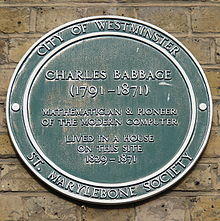 CITY OF WESTMINSTER
CHARLES BABBAGE
(1791-1871)
MATHEMATICIAN & PIONEER
OF THE MODERN COMPUTER
LIVED IN A HOUSE
ON THIS SITE
1829-1871
ST. MARYLEBONE SOCIETY